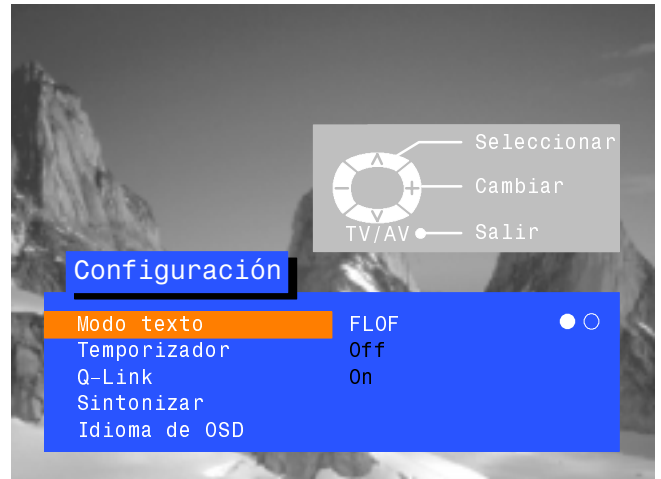 Seleccionar
Cambiar
TV/AV Salir
Configuración
Modo texto FLOF
Temporizador Off
Q-Link On
Sintonizar
Idioma de OSD